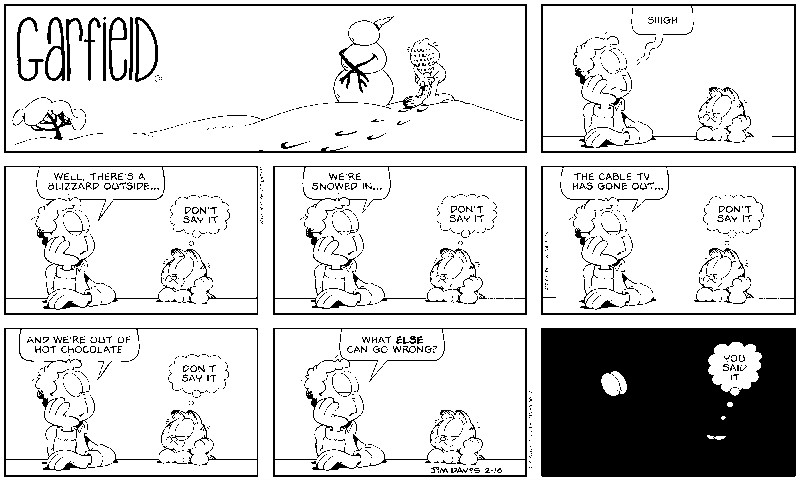 GarfieLD
SIIIGH
WELL, THERE'S A
BLIZZARD OUTSIDE...
DON'T
SAY IT
WE'RE
SNOWED IN...
DON'T
SAY IT
THE CABLE TV
HAS GONE OUT...
DON'T
SAY IT
AND WE'RE OUT OF
HOT CHOCOLATE
DON'T
SAY IT
WHAT ELSE
CAN GO WRONG?
JIM DAVIS 2-16
YOU
SAID
IT